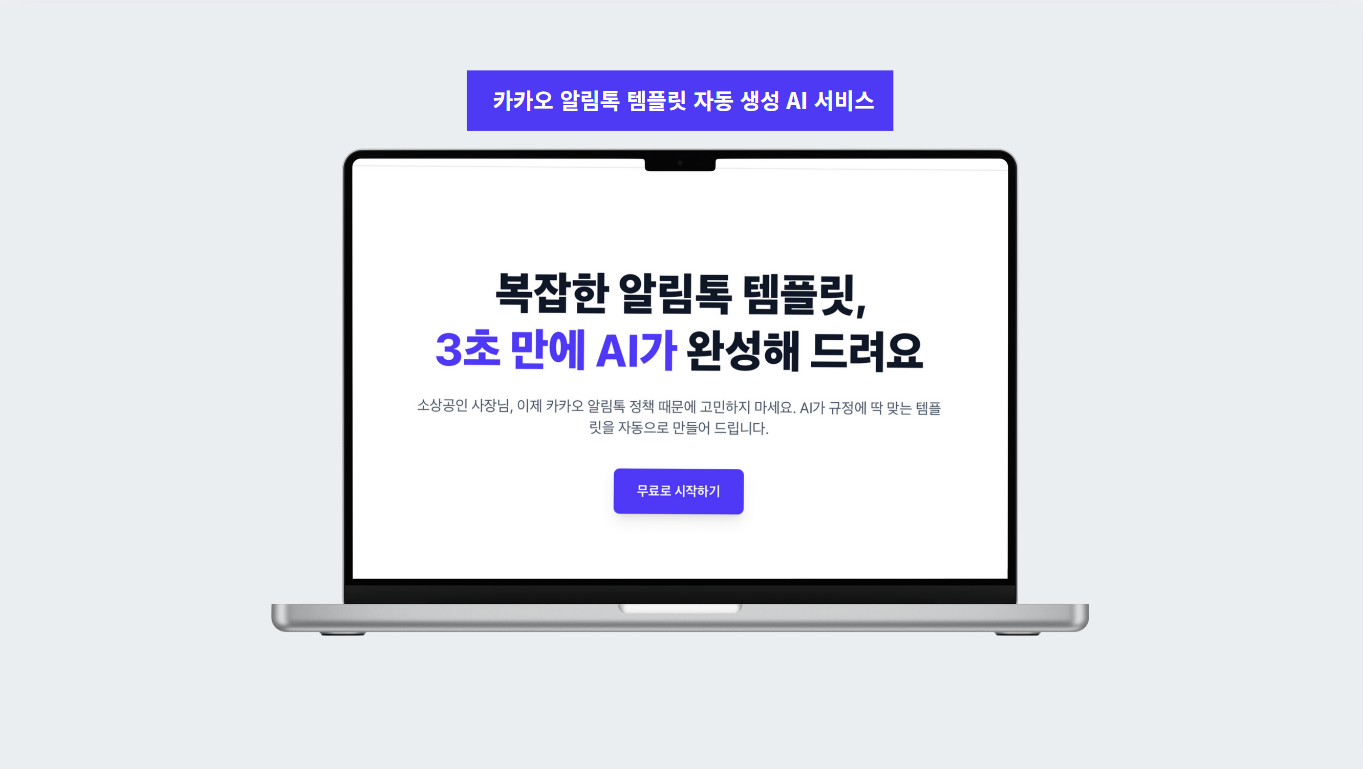 카카오 알림톡 템플릿 자동 생성 AI 서비스
복잡한 알림톡 템플릿,
3초 만에 AI가 완성해 드려요
소상공인 사장님, 이제 카카오 알림톡 정책 때문에 고민하지 마세요. AI가 규정에 딱 맞는 템플
릿을 자동으로 만들어 드립니다.
무료로 시작하기